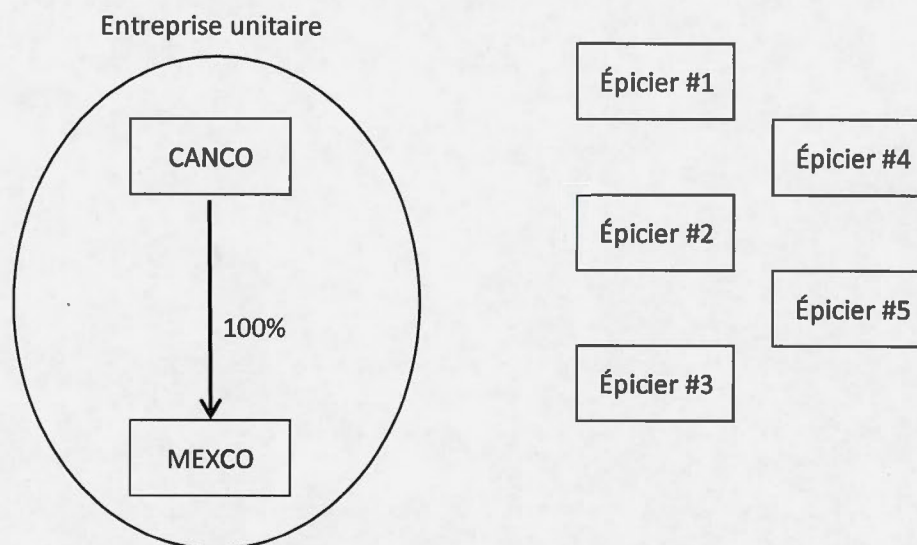 Entreprise unitaire
CANCO
100%
MEXCO
Épicier #1
Épicier #4
Épicier #2
Épicier #5
Épicier #3